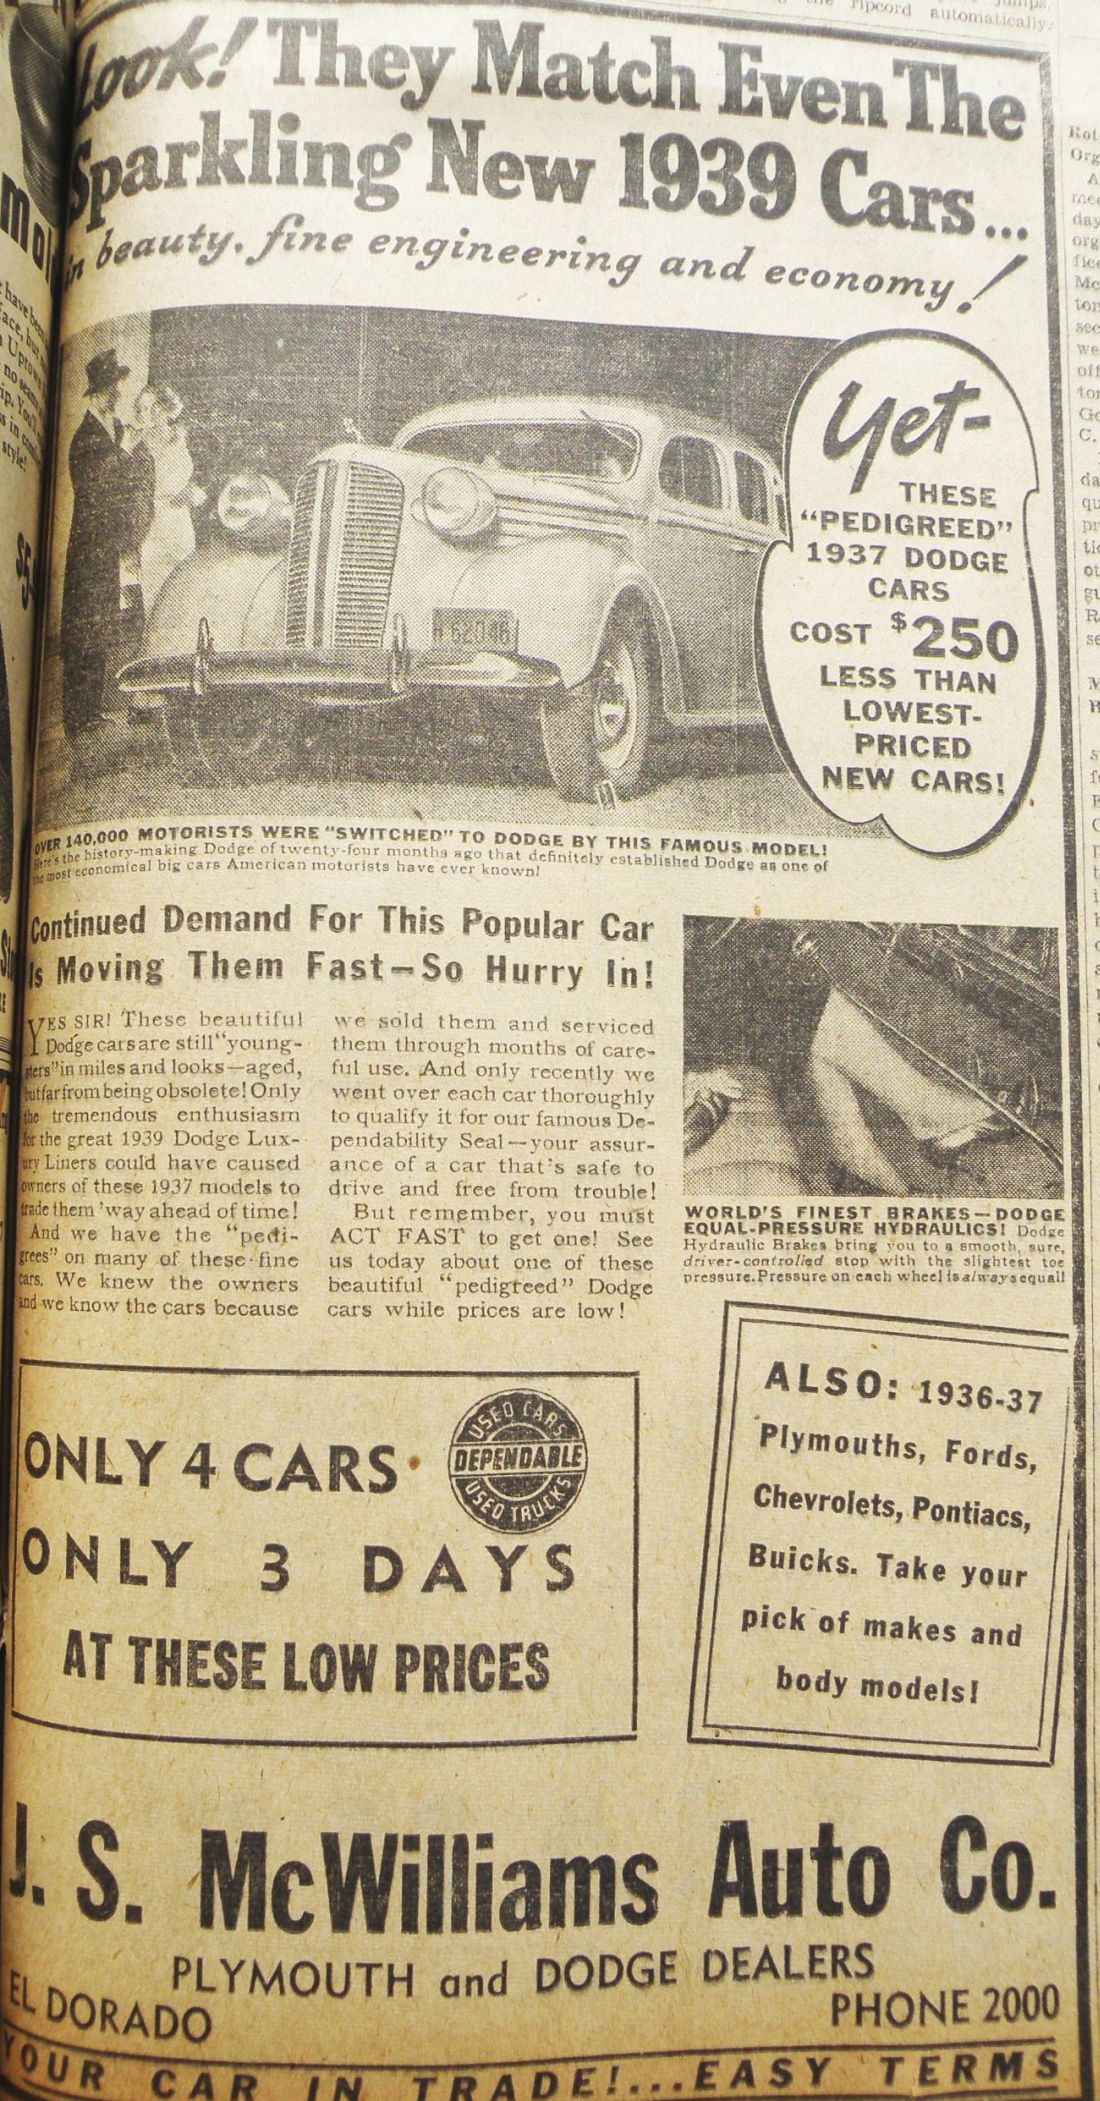 Look! They Match Even The
Sparkling New 1939 Cars...
in beauty, fine engineering and economy!
Yet-
THESE
"PEDIGREED"
1937 DODGE
CARS
COST $250
LESS THAN
LOWEST-
PRICED
NEW CARS!
OVER 140,000 MOTORISTS WERE "SWITCHED" TO DODGE BY THIS FAMOUS MODEL!
Here's the history-making Dodge of twenty-four months ago that definitely established Dodge as one of
the most economical big cars American motorists have ever known!
Continued Demand For This Popular Car
Is Moving Them Fast—So Hurry In!
YES SIR! These beautiful
Dodge cars are still "young-
sters" in miles and looks—aged,
but far from being obsolete! Only
the tremendous enthusiasm
for the great 1939 Dodge Lux-
ury Liners could have caused
owners of these 1937 models to
trade them 'way ahead of time!
And we have the "pedi-
grees" on many of these fine
cars. We knew the owners
and we know the cars because
we sold them and serviced
them through months of care-
ful use. And only recently we
went over each car thoroughly
to qualify it for our famous De-
pendability Seal—your assur-
ance of a car that's safe to
drive and free from trouble!
But remember, you must
ACT FAST to get one! See
us today about one of these
beautiful "pedigreed" Dodge
cars while prices are low!
WORLD'S FINEST BRAKES—DODGE
EQUAL-PRESSURE HYDRAULICS! Dodge
Hydraulic Brakes bring you to a smooth, sure,
driver-controlled stop with the slightest toe
pressure. Pressure on each wheel is always equal!
ONLY 4 CARS
ONLY 3 DAYS
AT THESE LOW PRICES
USED CARS
DEPENDABLE
USED TRUCKS
ALSO: 1936-37
Plymouths, Fords,
Chevrolets, Pontiacs,
Buicks. Take your
pick of makes and
body models!
J. S. McWilliams Auto Co.
PLYMOUTH and DODGE DEALERS
EL DORADO
PHONE 2000
YOUR CAR IN TRADE!...EASY TERMS